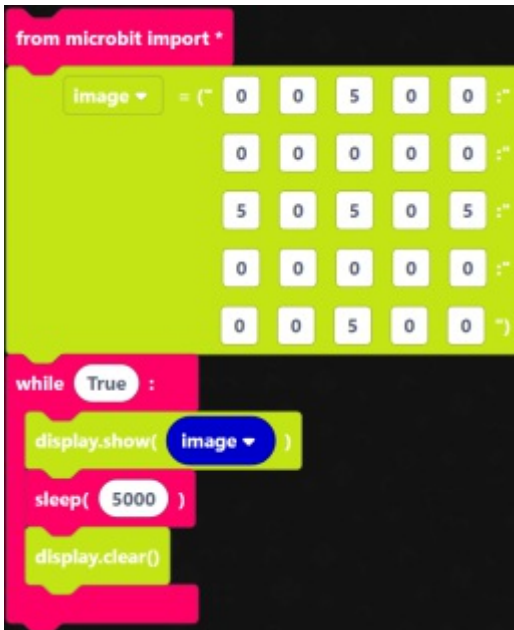 from microbit import *
image = (" 0 0 5 0 0 :"
0 0 0 0 0 :"
5 0 5 0 5 :"
0 0 0 0 0 :"
0 0 5 0 0 ")
while True :
display.show( image )
sleep( 5000 )
display.clear()